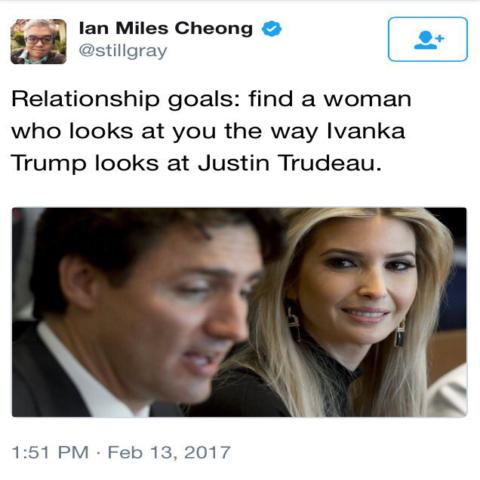 Ian Miles Cheong
@stillgray
Relationship goals: find a woman
who looks at you the way Ivanka
Trump looks at Justin Trudeau.
1:51 PM · Feb 13, 2017